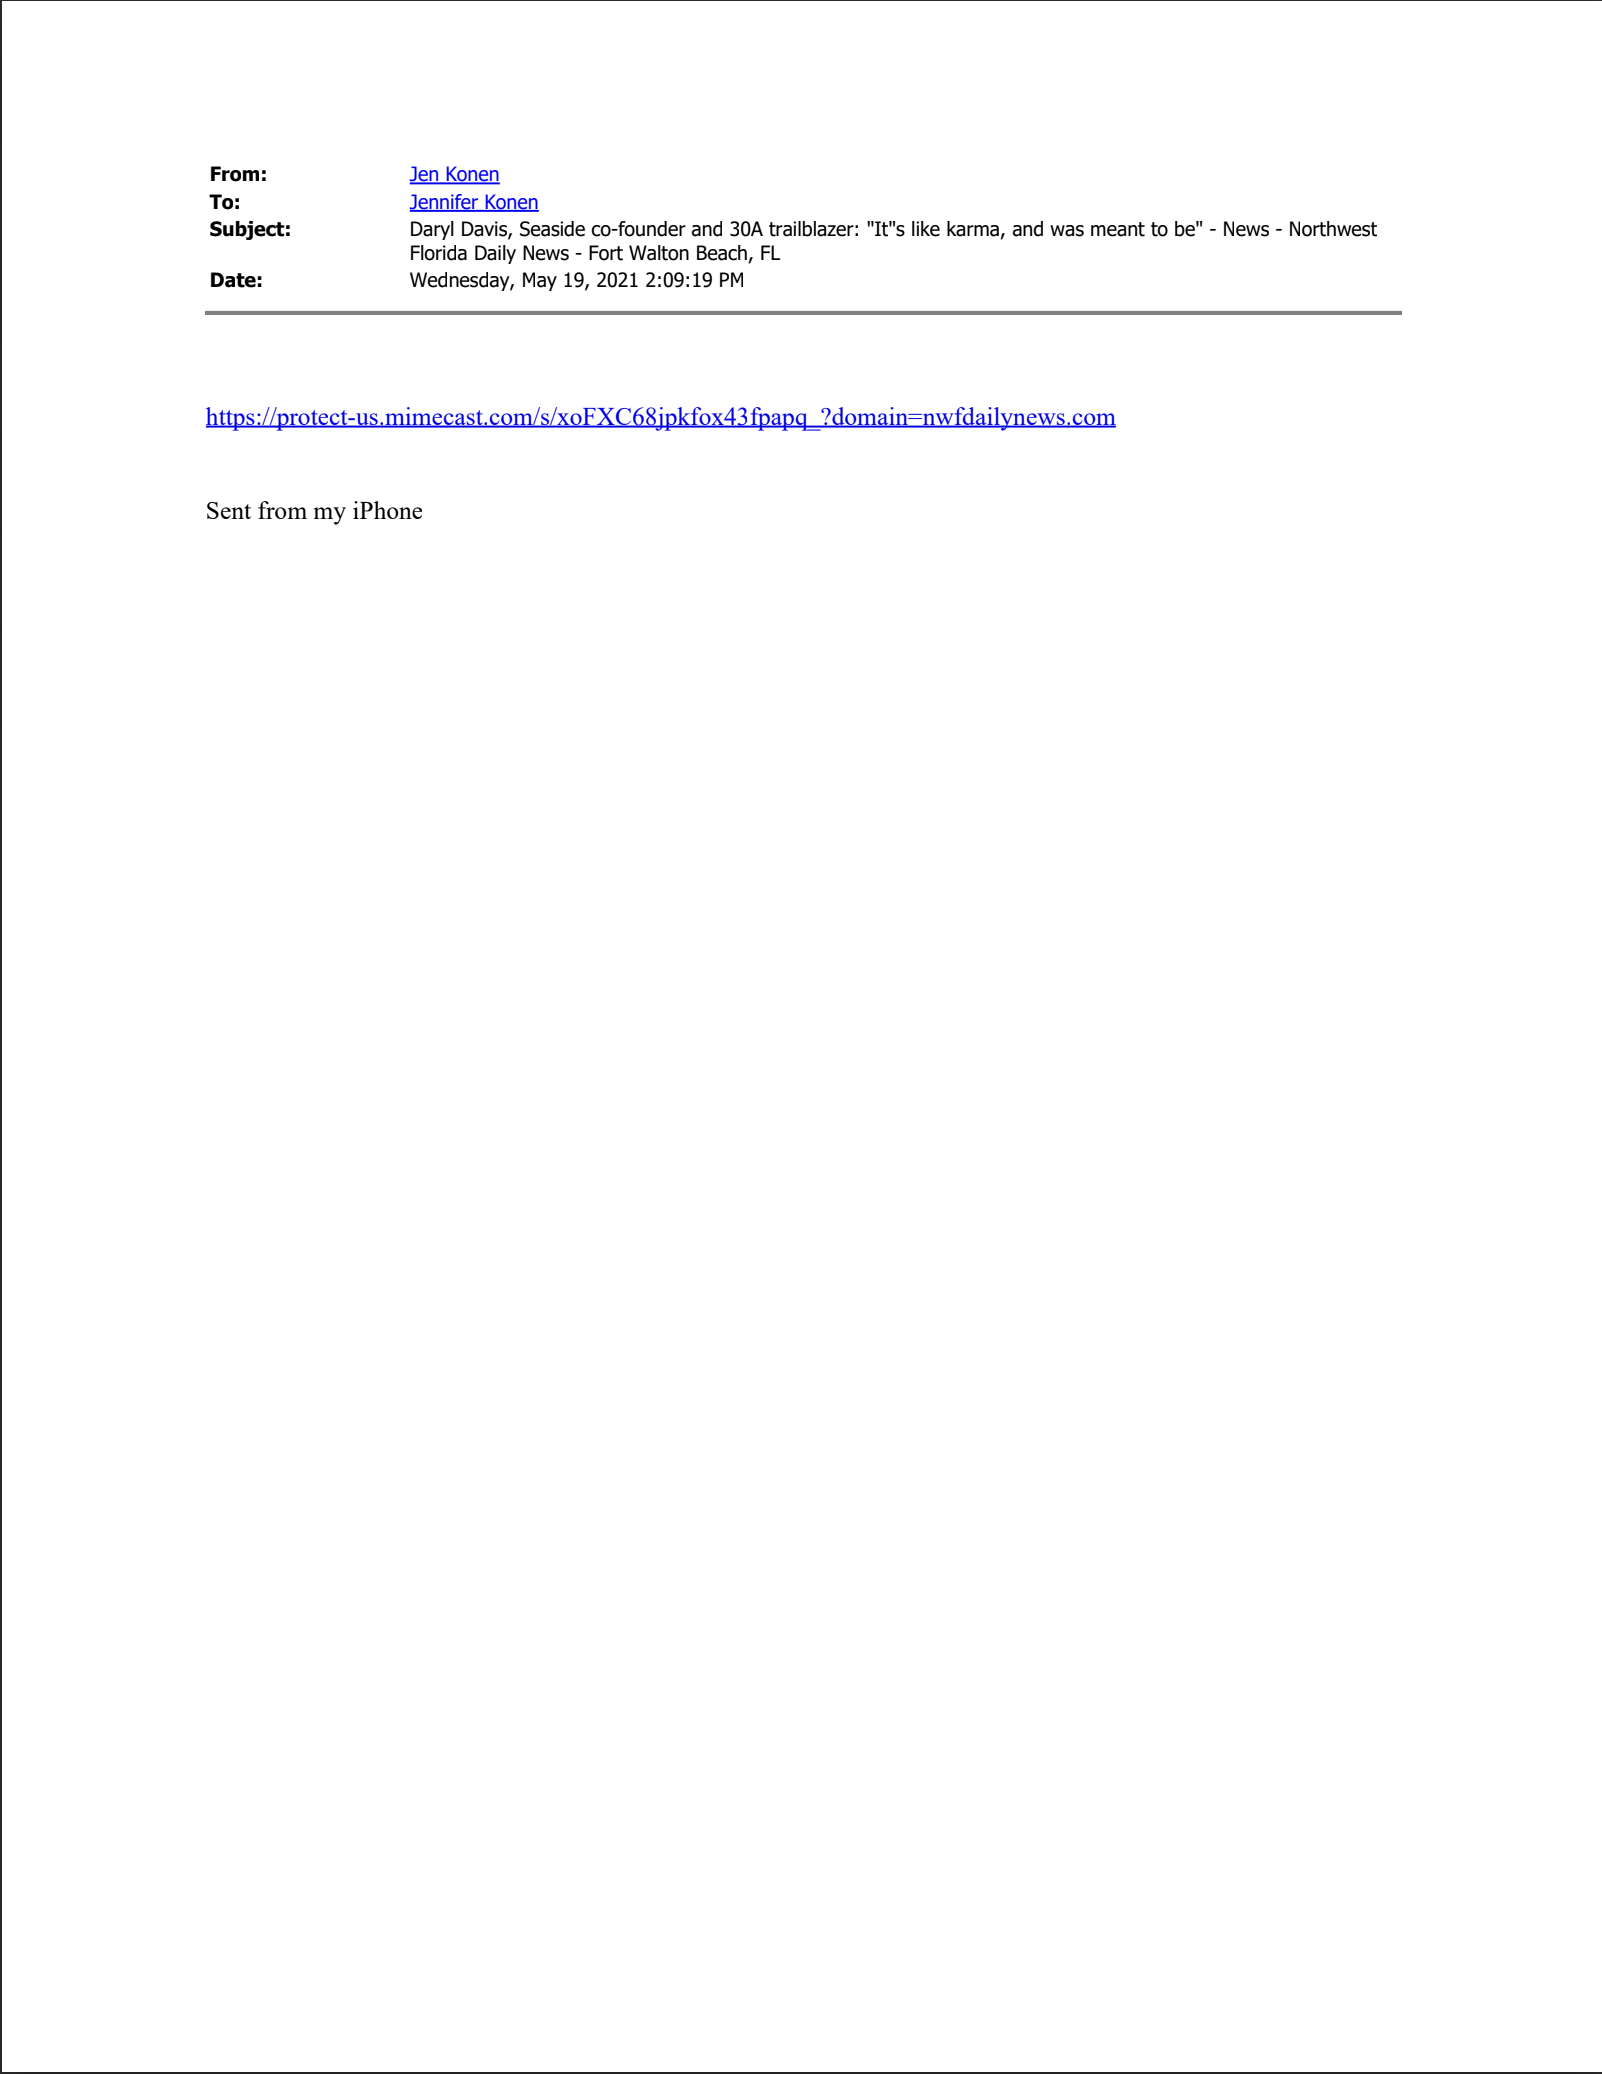 From: Jen Konen
To: Jennifer Konen
Subject: Daryl Davis, Seaside co-founder and 30A trailblazer: "It"s like karma, and was meant to be" - News - Northwest
Florida Daily News - Fort Walton Beach, FL
Date: Wednesday, May 19, 2021 2:09:19 PM
https://protect-us.mimecast.com/s/xoFXC68jpkfox43fpapq_?domain=nwfdailynews.com
Sent from my iPhone